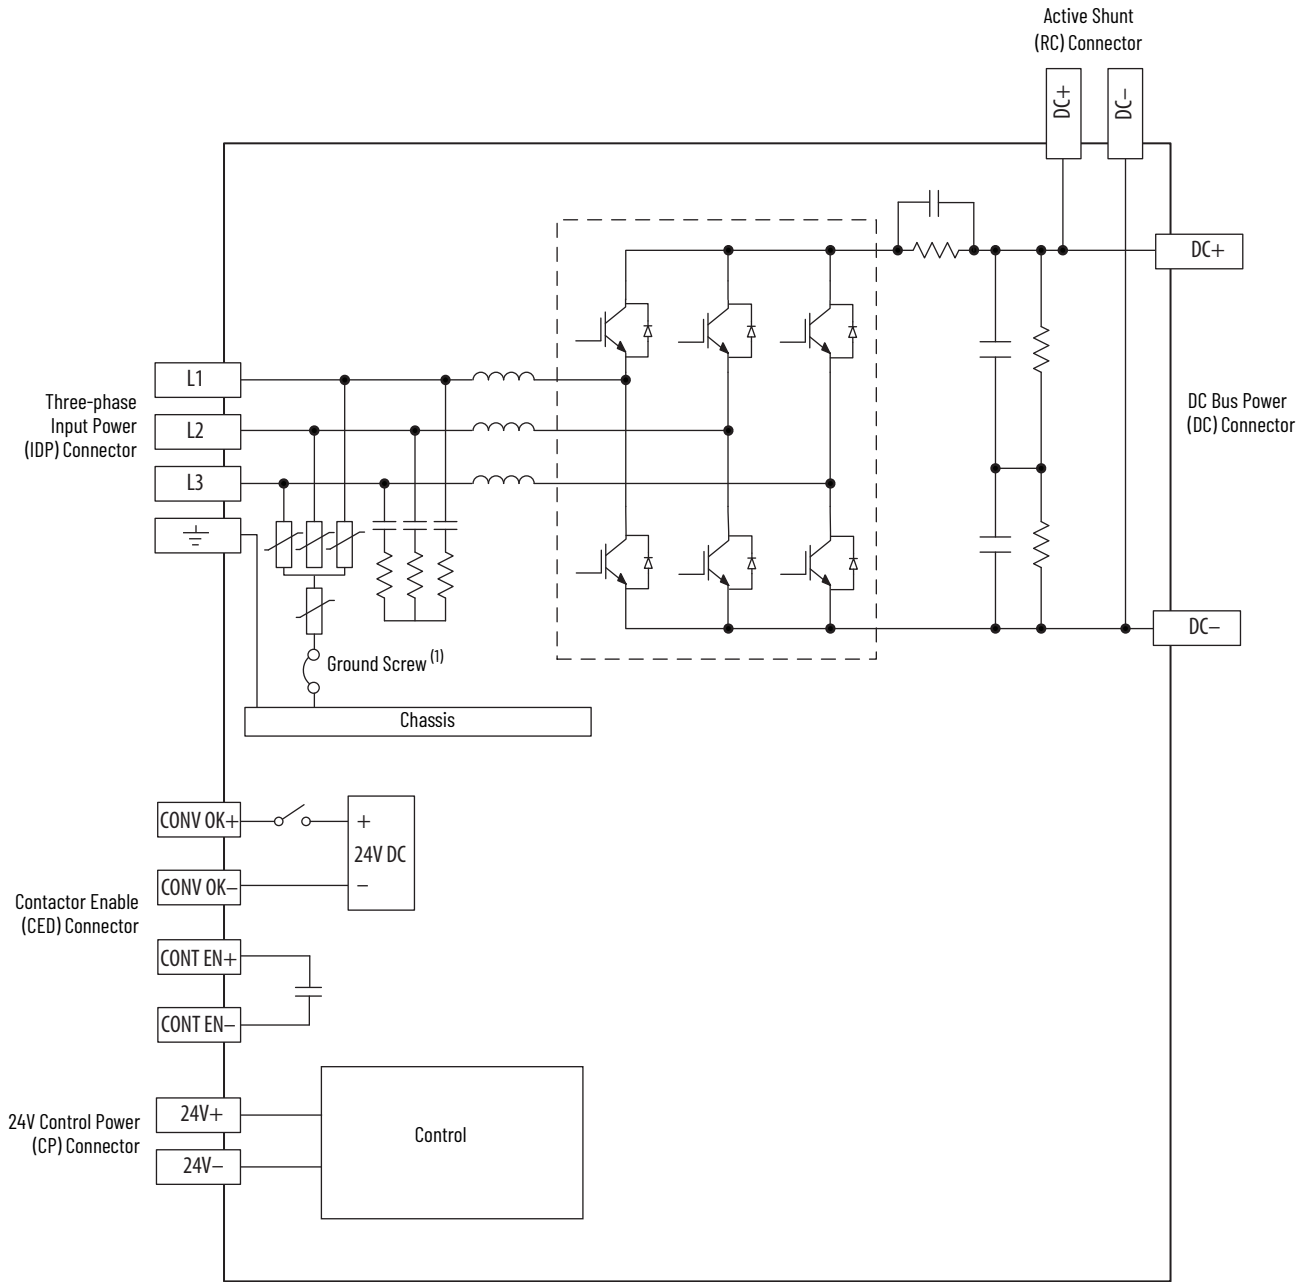 Active Shunt
(RC) Connector
DC+
DC–
DC+
L1
Three-phase
Input Power
(IDP) Connector
L2
L3
DC Bus Power
(DC) Connector
DC–
Ground Screw (1)
Chassis
CONV OK+
+
24V DC
CONV OK–
–
Contactor Enable
(CED) Connector
CONT EN+
CONT EN–
24V Control Power
(CP) Connector
24V+
24V–
Control